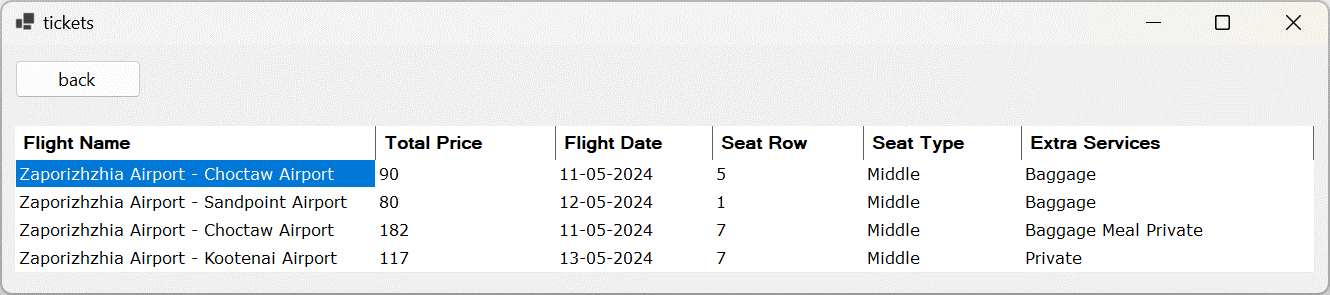 tickets
back
Flight Name Total Price Flight Date Seat Row Seat Type Extra Services
Zaporizhzhia Airport - Choctaw Airport 90 11-05-2024 5 Middle Baggage
Zaporizhzhia Airport - Sandpoint Airport 80 12-05-2024 1 Middle Baggage
Zaporizhzhia Airport - Choctaw Airport 182 11-05-2024 7 Middle Baggage Meal Private
Zaporizhzhia Airport - Kootenai Airport 117 13-05-2024 7 Middle Private